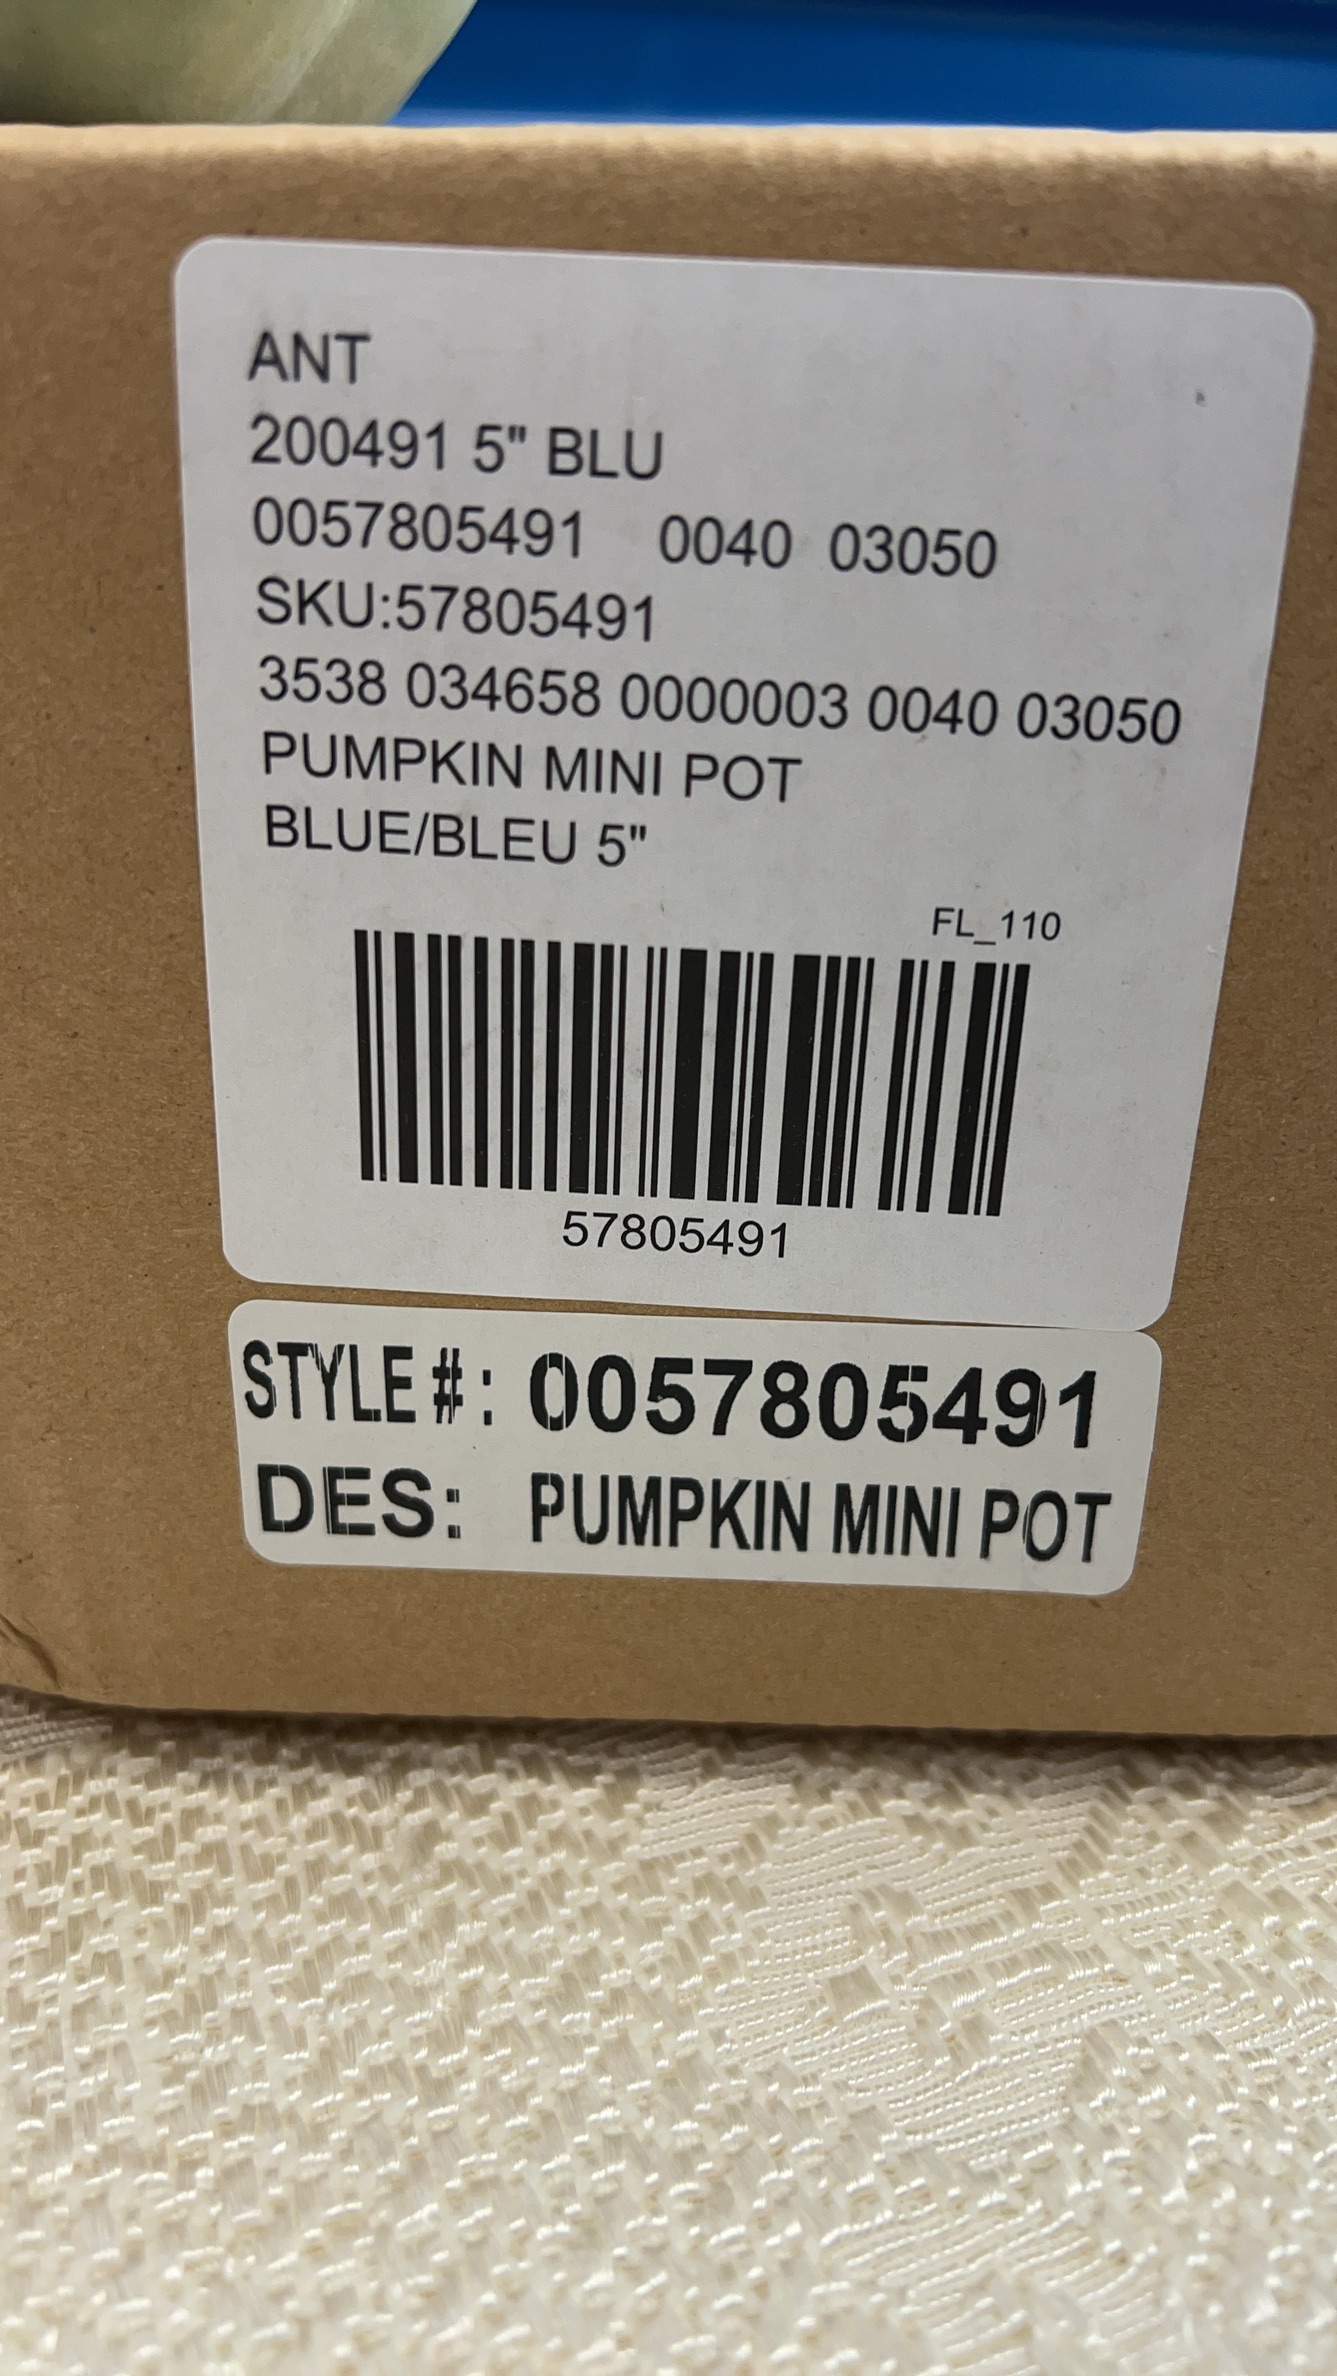 ANT
200491 5" BLU
0057805491 0040 03050
SKU:57805491
3538 034658 0000003 0040 03050
PUMPKIN MINI POT
BLUE/BLEU 5"
FL_110
57805491
STYLE#: 0057805491
DES: PUMPKIN MINI POT